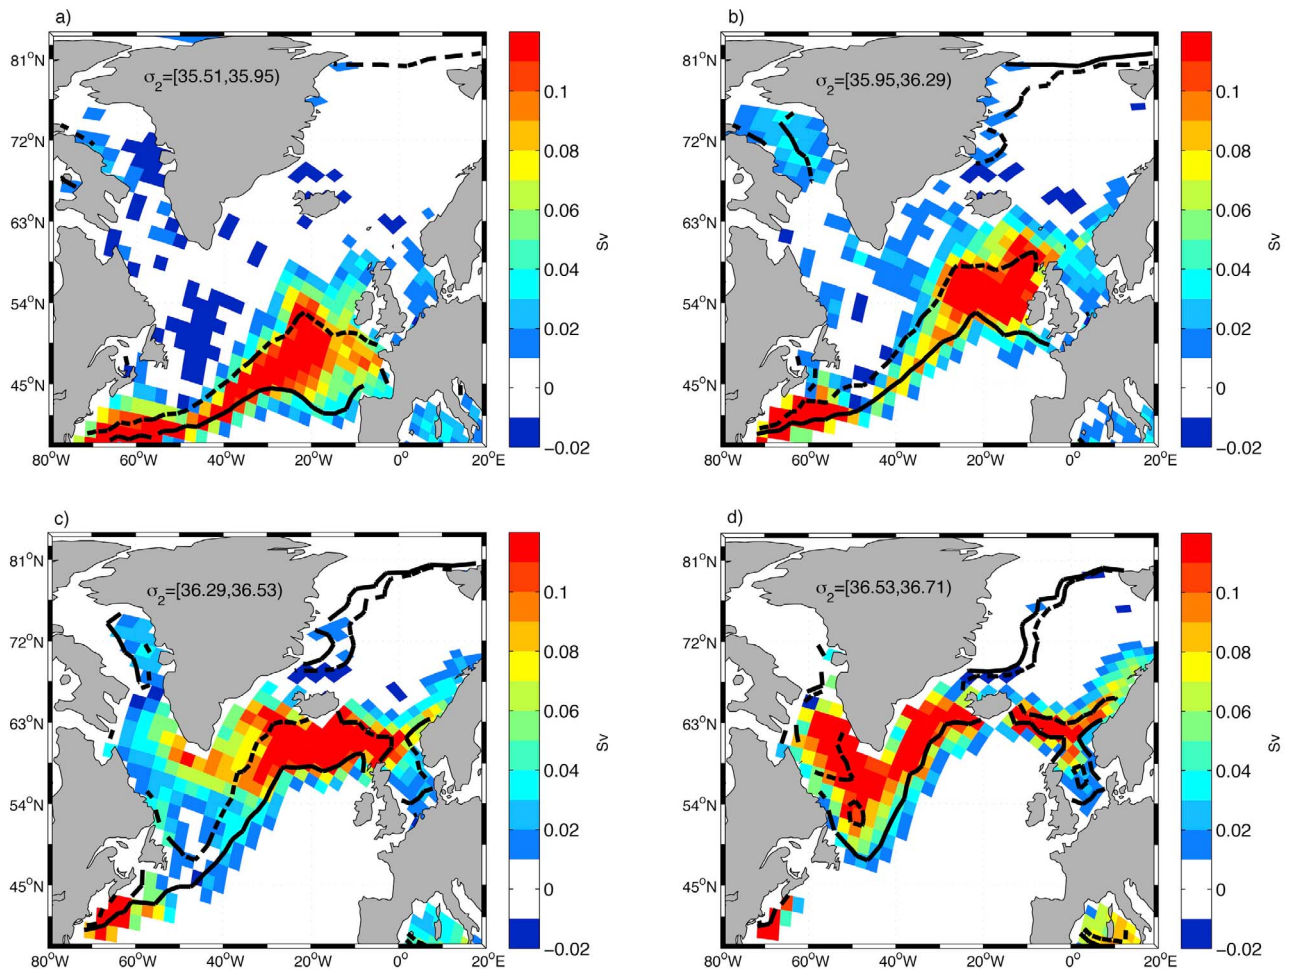 a)
σ2=[35.51,35.95)
81°N
72°N
63°N
54°N
45°N
80°W 60°W 40°W 20°W 0° 20°E
0.1
0.08
0.06
0.04
0.02
0
−0.02
Sv
b)
σ2=[35.95,36.29)
81°N
72°N
63°N
54°N
45°N
80°W 60°W 40°W 20°W 0° 20°E
0.1
0.08
0.06
0.04
0.02
0
−0.02
Sv
c)
σ2=[36.29,36.53)
81°N
72°N
63°N
54°N
45°N
80°W 60°W 40°W 20°W 0° 20°E
0.1
0.08
0.06
0.04
0.02
0
−0.02
Sv
d)
σ2=[36.53,36.71)
81°N
72°N
63°N
54°N
45°N
80°W 60°W 40°W 20°W 0° 20°E
0.1
0.08
0.06
0.04
0.02
0
−0.02
Sv